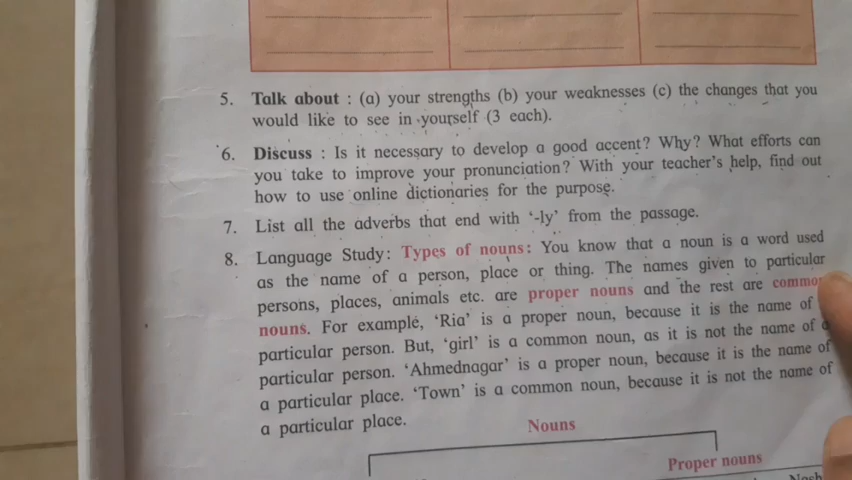 5. Talk about : (a) your strengths (b) your weaknesses (c) the changes that you
would like to see in yourself (3 each).
6. Discuss : Is it necessary to develop a good accent? Why? What efforts can
you take to improve your pronunciation? With your teacher's help, find out
how to use online dictionaries for the purpose.
7. List all the adverbs that end with '-ly' from the passage.
8. Language Study: Types of nouns: You know that a noun is a word used
as the name of a person, place or thing. The names given to particular
persons, places, animals etc. are proper nouns and the rest are common
nouns. For example, 'Ria' is a proper noun, because it is the name of
particular person. But, 'girl' is a common noun, as it is not the name of a
particular person. 'Ahmednagar' is a proper noun, because it is the name of
a particular place. 'Town' is a common noun, because it is not the name of
a particular place.
Nouns
Proper nouns